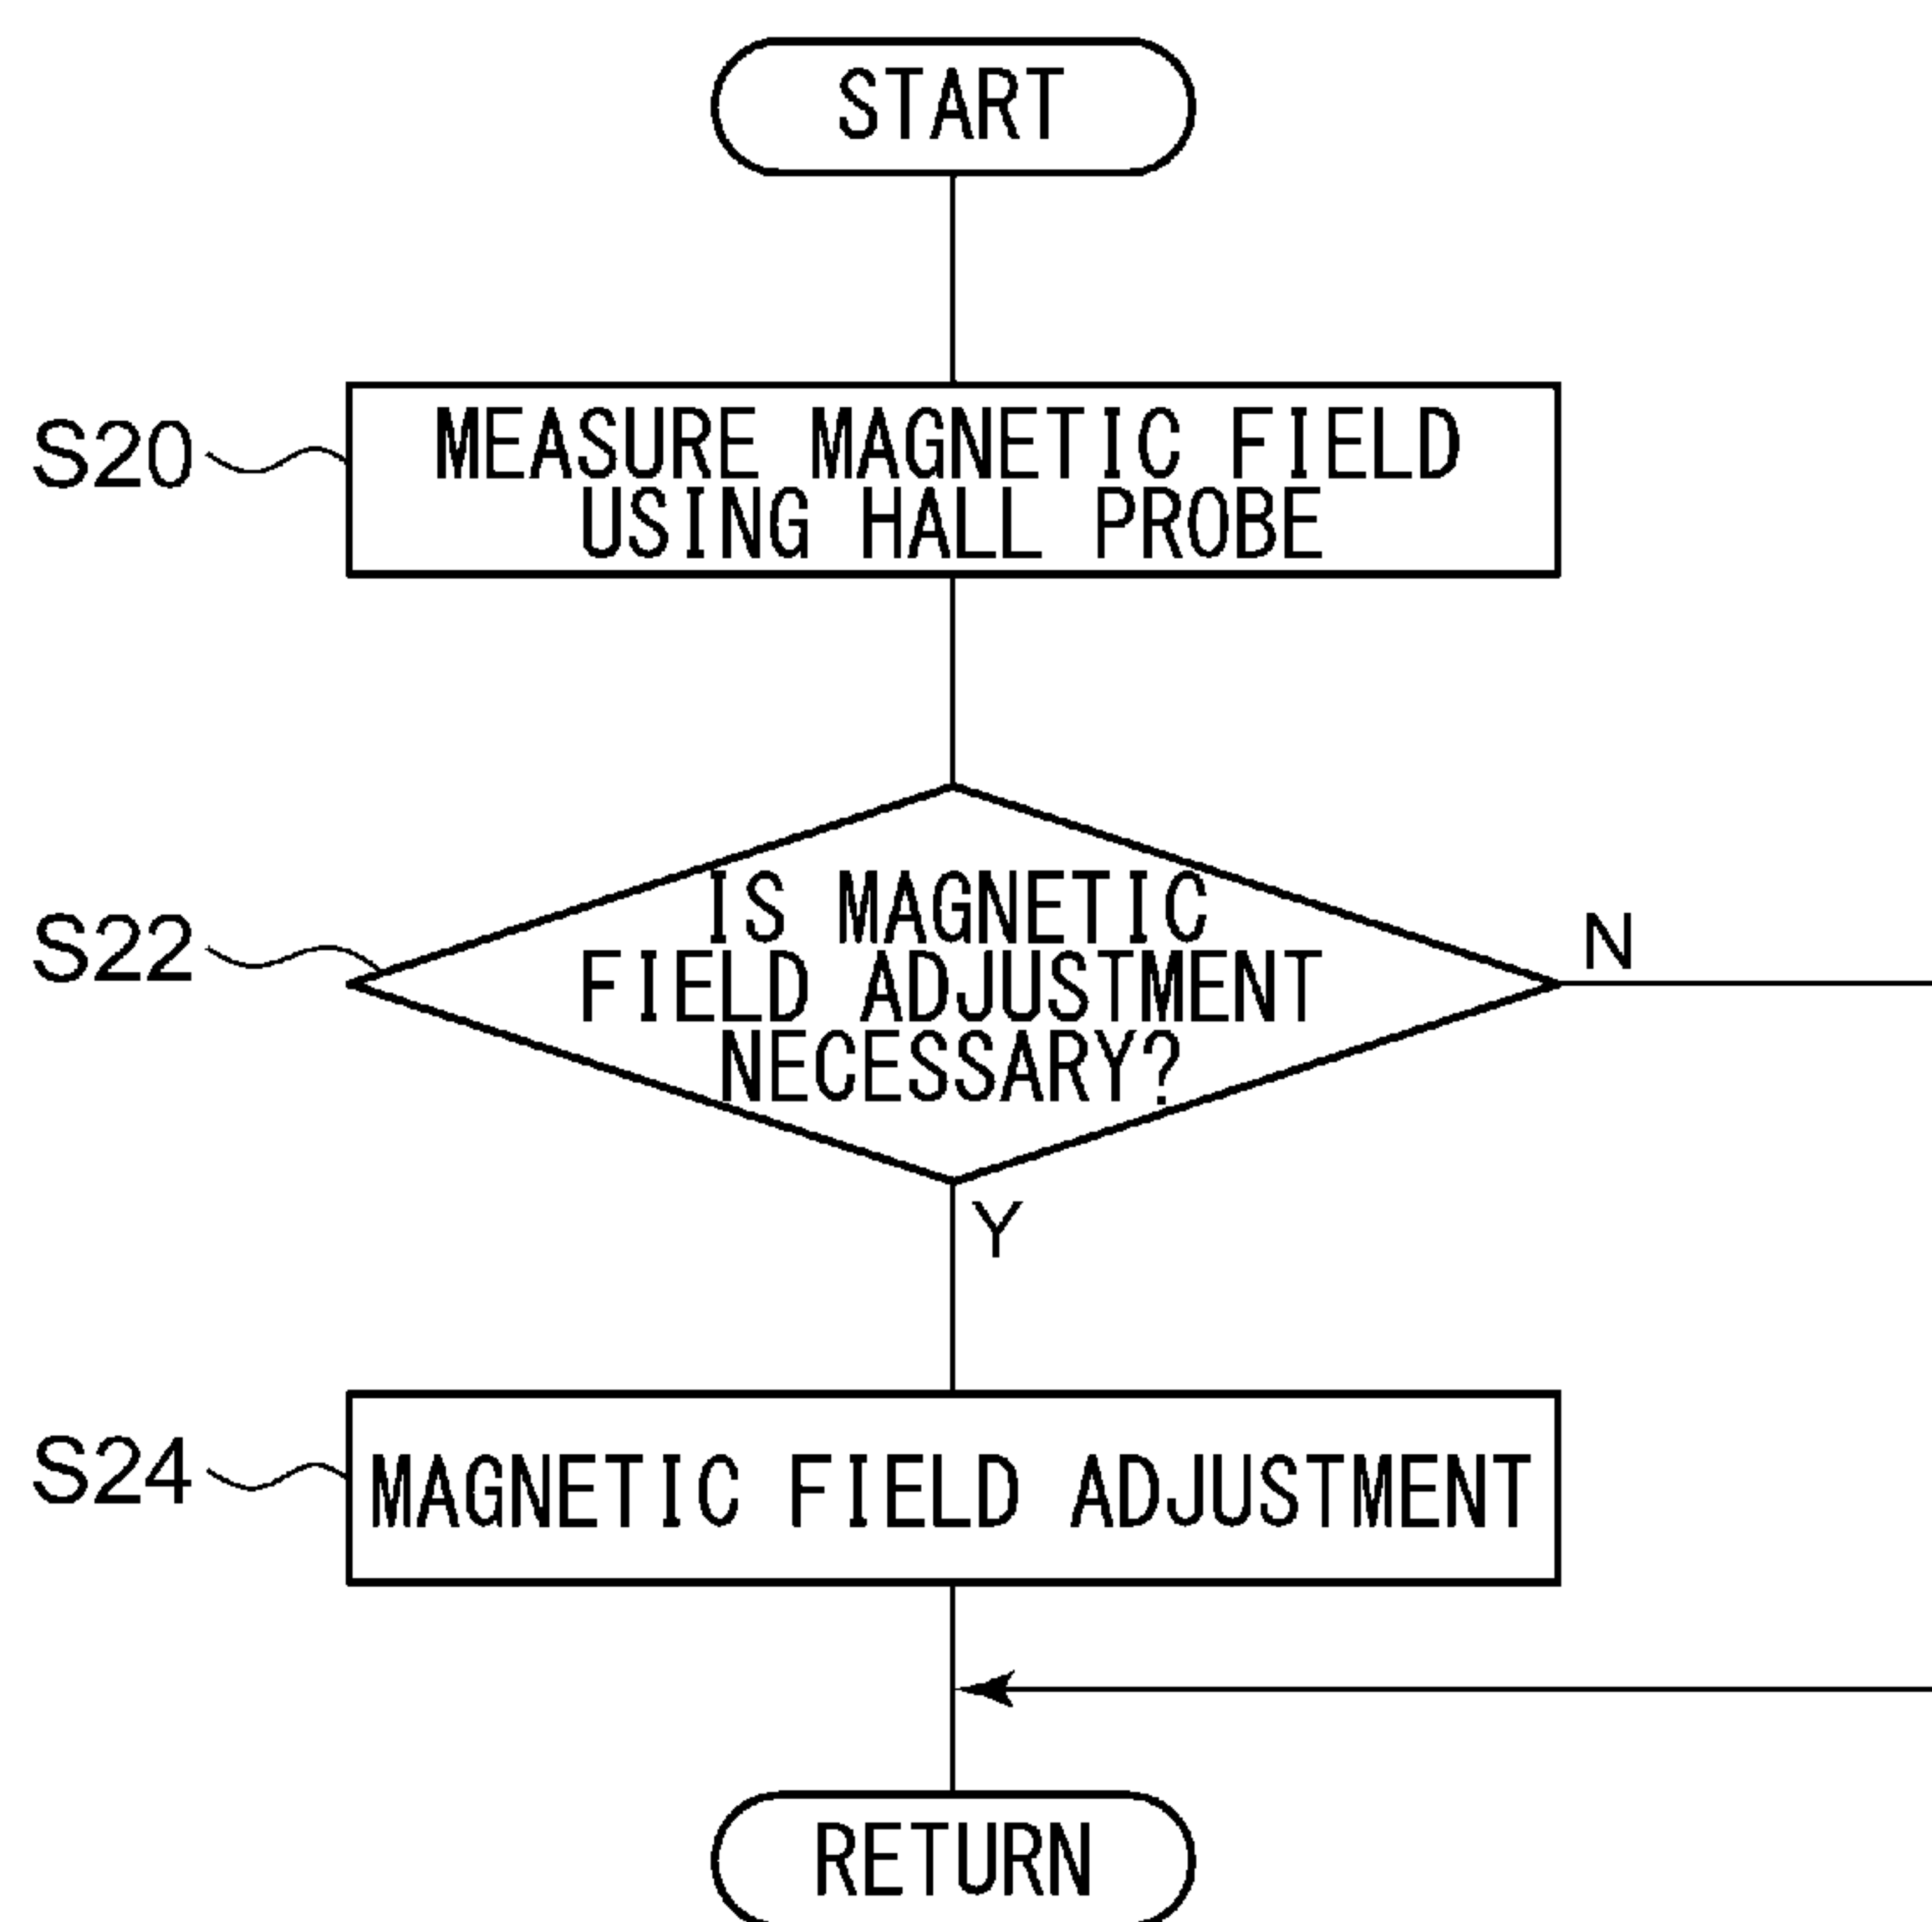 START
S20
MEASURE MAGNETIC FIELD
USING HALL PROBE
S22
IS MAGNETIC
FIELD ADJUSTMENT
NECESSARY?
N
Y
S24
MAGNETIC FIELD ADJUSTMENT
RETURN